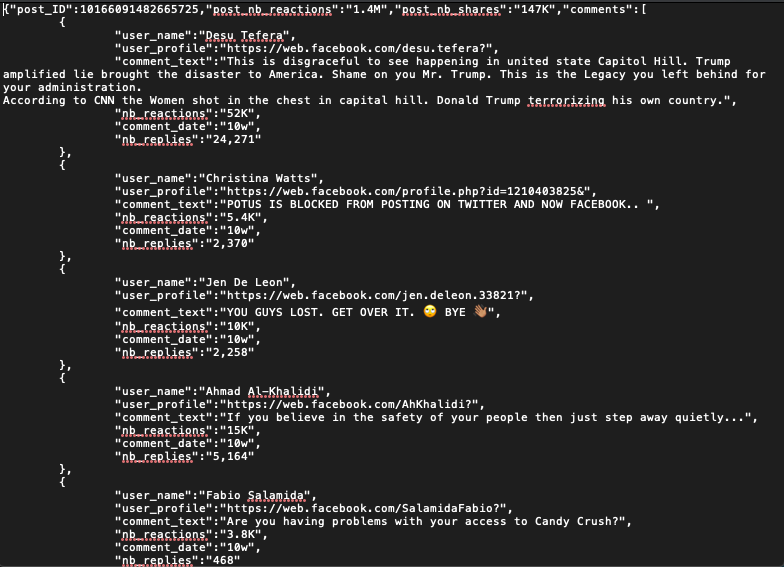 {"post_ID":10166091482665725,"post_nb_reactions":"1.4M","post_nb_shares":"147K","comments":[
{
"user_name":"Desu Tefera",
"user_profile":"https://web.facebook.com/desu.tefera?",
"comment_text":"This is disgraceful to see happening in united state Capitol Hill. Trump
amplified lie brought the disaster to America. Shame on you Mr. Trump. This is the Legacy you left behind for
your administration.
According to CNN the Women shot in the chest in capital hill. Donald Trump terrorizing his own country.",
"nb_reactions":"52K",
"comment_date":"10w",
"nb_replies":"24,271"
},
{
"user_name":"Christina Watts",
"user_profile":"https://web.facebook.com/profile.php?id=1210403825&",
"comment_text":"POTUS IS BLOCKED FROM POSTING ON TWITTER AND NOW FACEBOOK.. ",
"nb_reactions":"5.4K",
"comment_date":"10w",
"nb_replies":"2,370"
},
{
"user_name":"Jen De Leon",
"user_profile":"https://web.facebook.com/jen.deleon.33821?",
"comment_text":"YOU GUYS LOST. GET OVER IT. 🙄 BYE 👋🏽",
"nb_reactions":"10K",
"comment_date":"10w",
"nb_replies":"2,258"
},
{
"user_name":"Ahmad Al-Khalidi",
"user_profile":"https://web.facebook.com/AhKhalidi?",
"comment_text":"If you believe in the safety of your people then just step away quietly...",
"nb_reactions":"15K",
"comment_date":"10w",
"nb_replies":"5,164"
},
{
"user_name":"Fabio Salamida",
"user_profile":"https://web.facebook.com/SalamidaFabio?",
"comment_text":"Are you having problems with your access to Candy Crush?",
"nb_reactions":"3.8K",
"comment_date":"10w",
"nb_replies":"468"